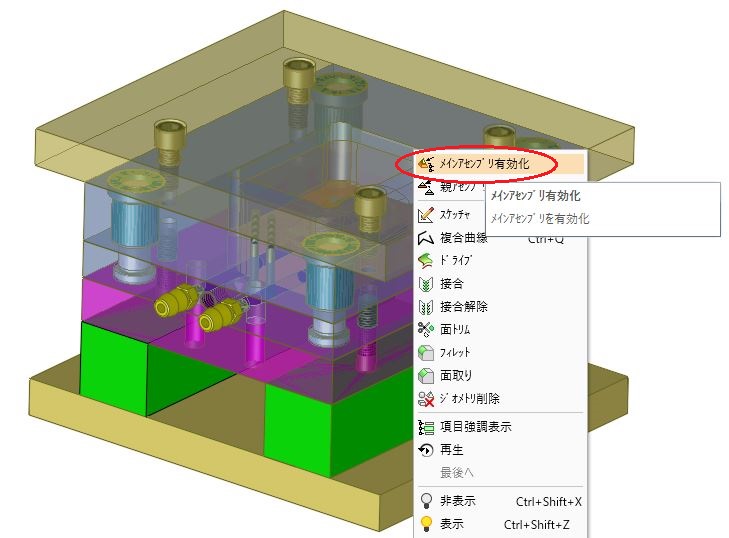 ﾒｲﾝｱｾﾝﾌﾞﾘ有効化
親ｱｾﾝﾌﾞﾘ
ﾒｲﾝｱｾﾝﾌﾞﾘ有効化
ﾒｲﾝｱｾﾝﾌﾞﾘを有効化
ｽｹｯﾁｬ
複合曲線 Ctrl+Q
ﾄﾞﾗｲﾌﾞ
接合
接合解除
面ﾄﾘﾑ
ﾌｨﾚｯﾄ
面取り
ｼﾞｵﾒﾄﾘ削除
項目強調表示
再生
最後へ
非表示 Ctrl+Shift+X
表示 Ctrl+Shift+Z